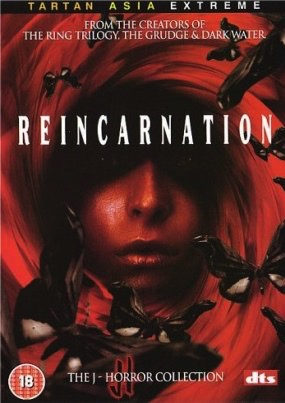 TARTAN ASIA EXTREME
FROM THE CREATORS OF
THE RING TRILOGY, THE GRUDGE & DARK WATER
REINCARNATION
18
THE J - HORROR COLLECTION
dts